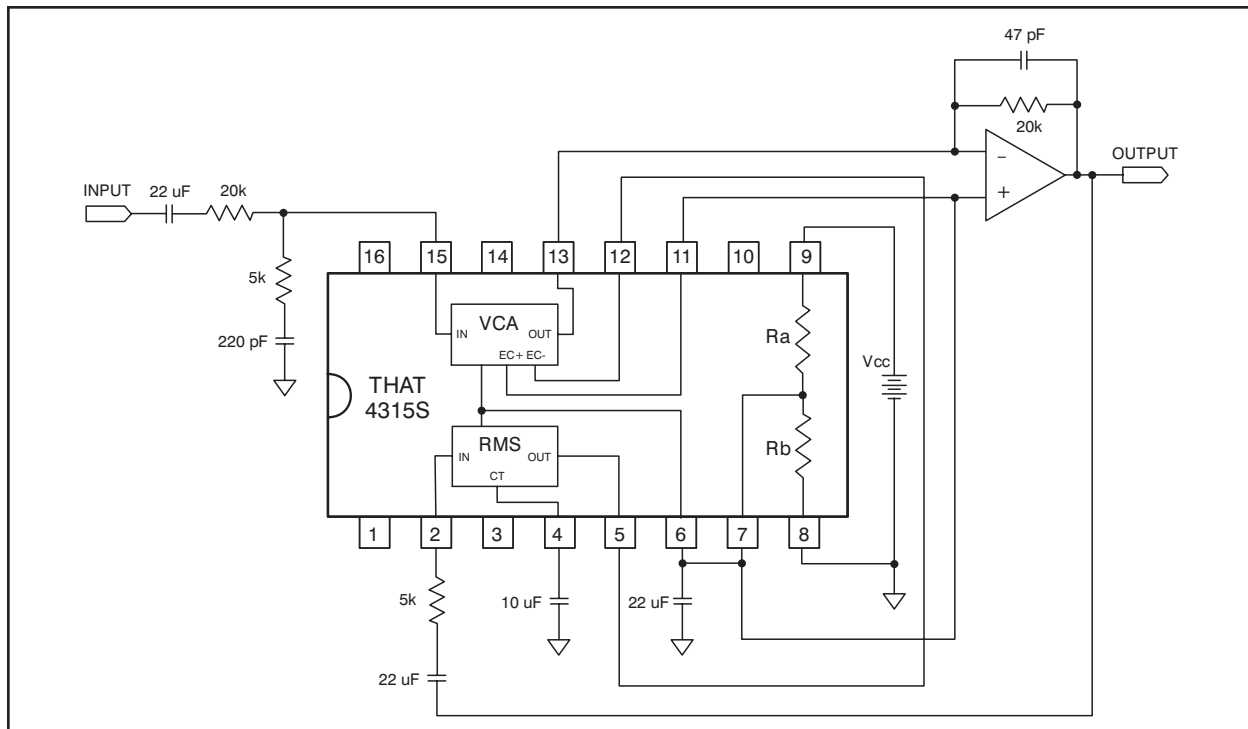 47 pF
20k
OUTPUT
−
+
INPUT
22 uF
20k
5k
220 pF
16
15
14
13
12
11
10
9
VCA
IN
OUT
EC+ EC-
THAT
4315S
RMS
IN
OUT
CT
Ra
Rb
Vcc
1
2
3
4
5
6
7
8
5k
10 uF
22 uF
22 uF